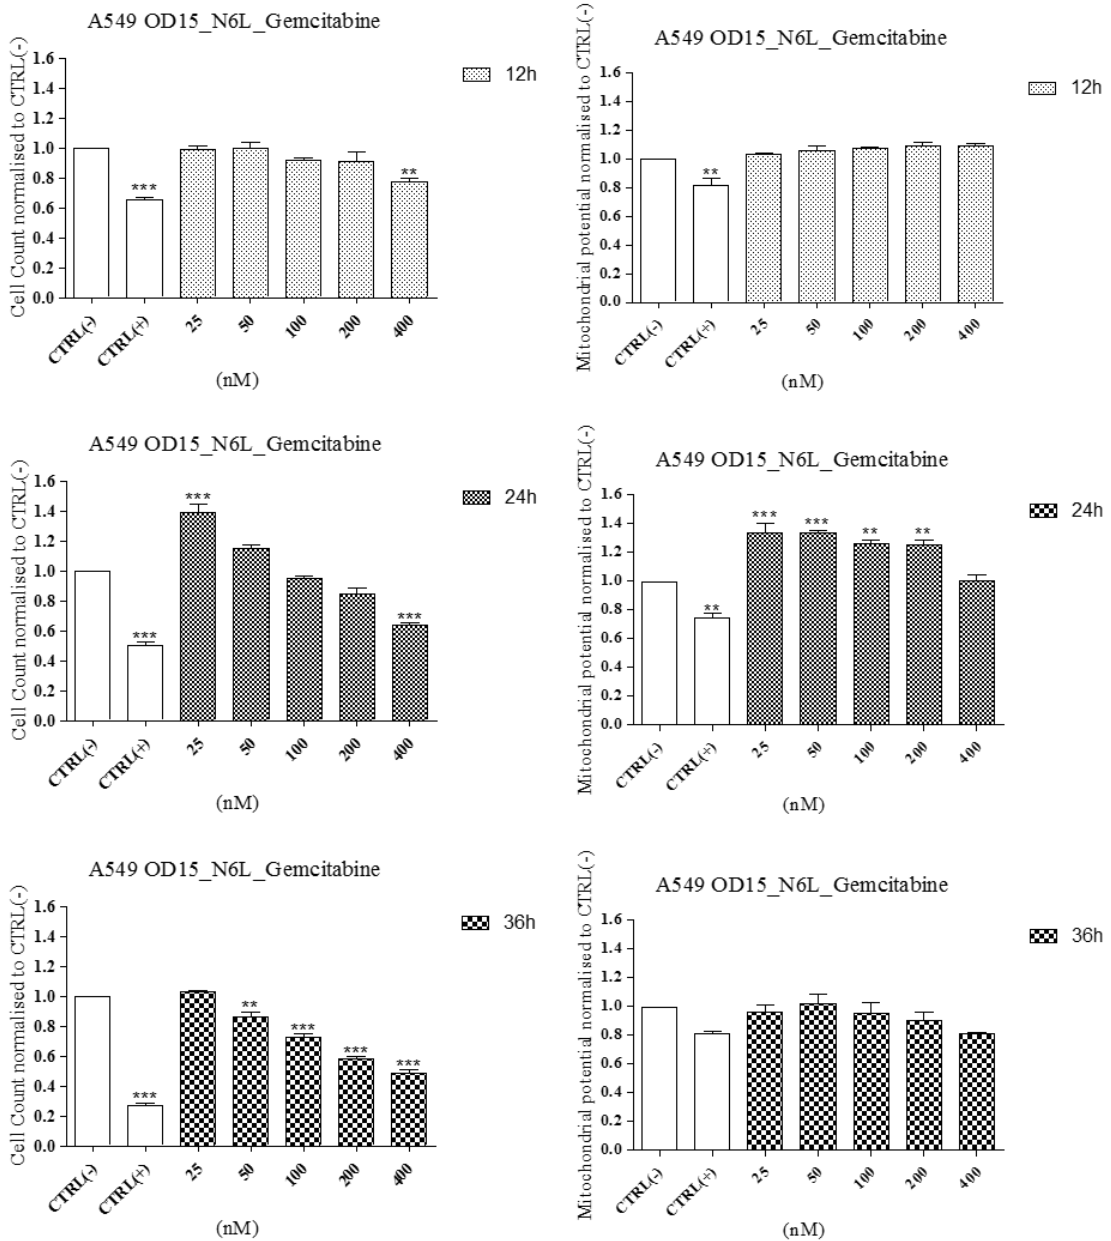 A549 OD15_N6L_Gemcitabine
Cell Count normalised to CTRL(-)
1.6
1.4
1.2
1.0
0.8
0.6
0.4
0.2
0.0
***
**
12h
CTRL(-) CTRL(+) 25 50 100 200 400
(nM)
A549 OD15_N6L_Gemcitabine
Mitochondrial potential normalised to CTRL(-)
1.6
1.4
1.2
1.0
0.8
0.6
0.4
0.2
0.0
**
12h
CTRL(-) CTRL(+) 25 50 100 200 400
(nM)
A549 OD15_N6L_Gemcitabine
Cell Count normalised to CTRL(-)
1.6
1.4
1.2
1.0
0.8
0.6
0.4
0.2
0.0
***
***
***
24h
CTRL(-) CTRL(+) 25 50 100 200 400
(nM)
A549 OD15_N6L_Gemcitabine
Mitochondrial potential normalised to CTRL(-)
1.6
1.4
1.2
1.0
0.8
0.6
0.4
0.2
0.0
**
*** *** ** **
24h
CTRL(-) CTRL(+) 25 50 100 200 400
(nM)
A549 OD15_N6L_Gemcitabine
Cell Count normalised to CTRL(-)
1.6
1.4
1.2
1.0
0.8
0.6
0.4
0.2
0.0
***
** *** *** ***
36h
CTRL(-) CTRL(+) 25 50 100 200 400
(nM)
A549 OD15_N6L_Gemcitabine
Mitochondrial potential normalised to CTRL(-)
1.6
1.4
1.2
1.0
0.8
0.6
0.4
0.2
0.0
36h
CTRL(-) CTRL(+) 25 50 100 200 400
(nM)